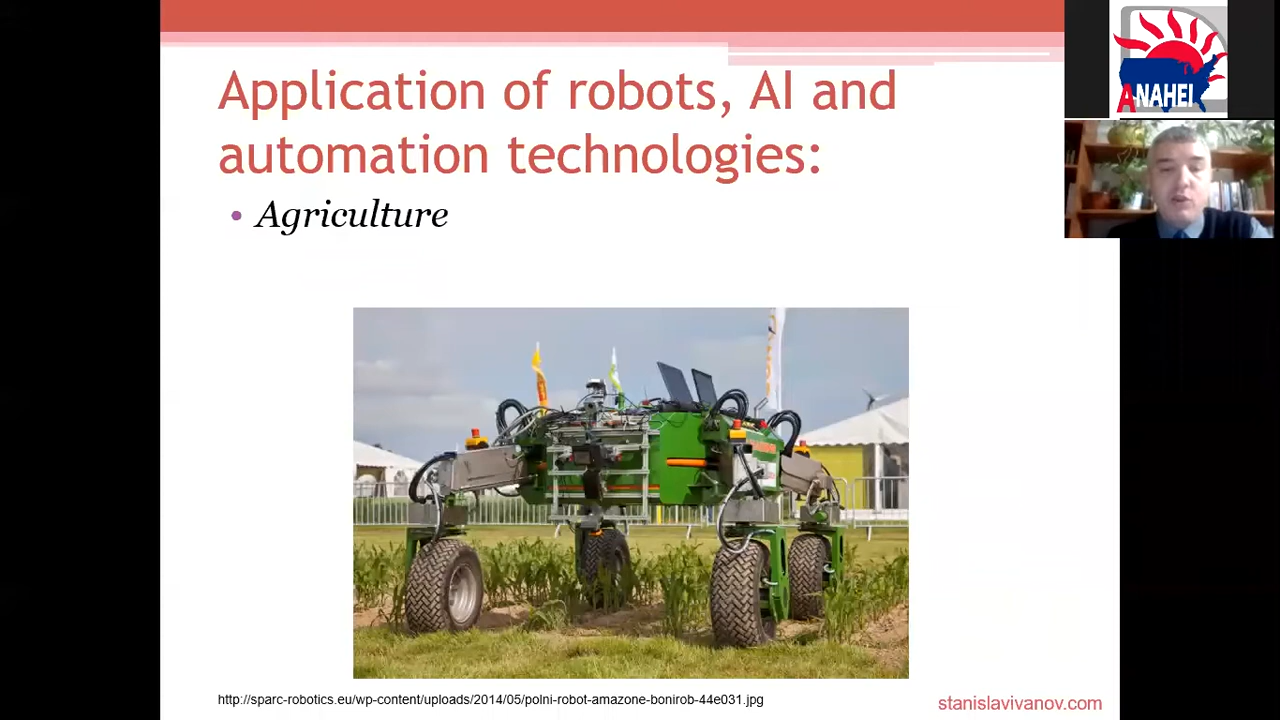 Application of robots, AI and
automation technologies:
• Agriculture
http://sparc-robotics.eu/wp-content/uploads/2014/05/polni-robot-amazone-bonirob-44e031.jpg
stanislavivanov.com
ANAHEI